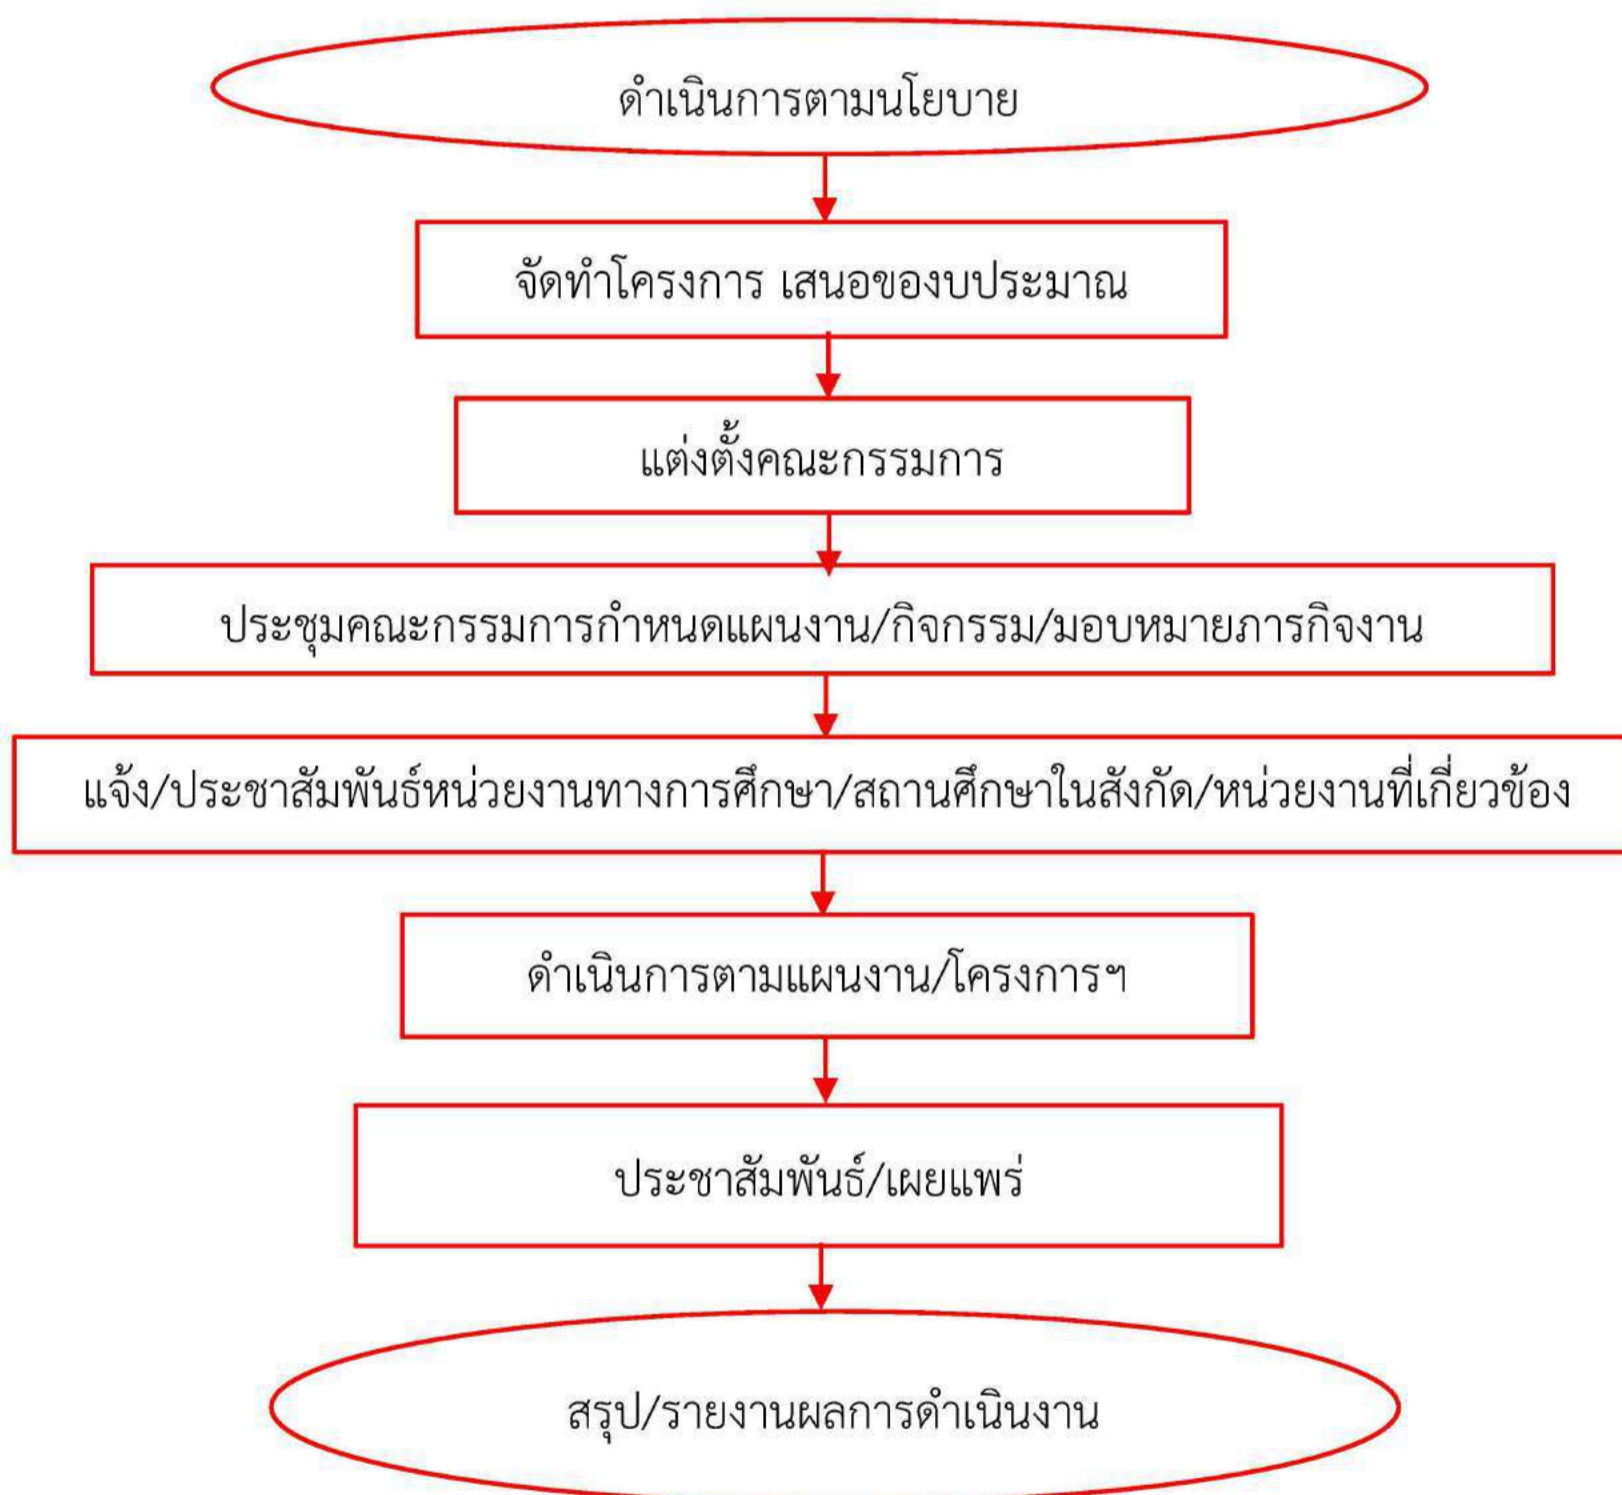 ดำเนินการตามนโยบาย
จัดทำโครงการ เสนอของบประมาณ
แต่งตั้งคณะกรรมการ
ประชุมคณะกรรมการกำหนดแผนงาน/กิจกรรม/มอบหมายภารกิจงาน
แจ้ง/ประชาสัมพันธ์หน่วยงานทางการศึกษา/สถานศึกษาในสังกัด/หน่วยงานที่เกี่ยวข้อง
ดำเนินการตามแผนงาน/โครงการฯ
ประชาสัมพันธ์/เผยแพร่
สรุป/รายงานผลการดำเนินงาน